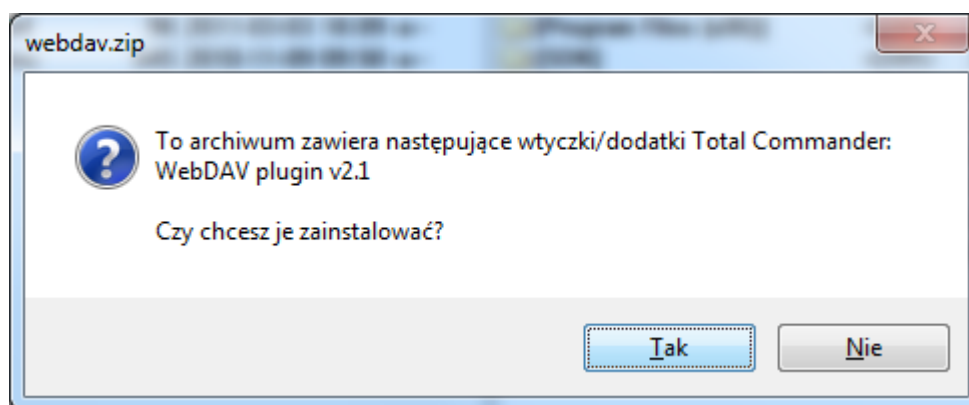 webdav.zip
To archiwum zawiera następujące wtyczki/dodatki Total Commander:
WebDAV plugin v2.1
Czy chcesz je zainstalować?
Tak
Nie